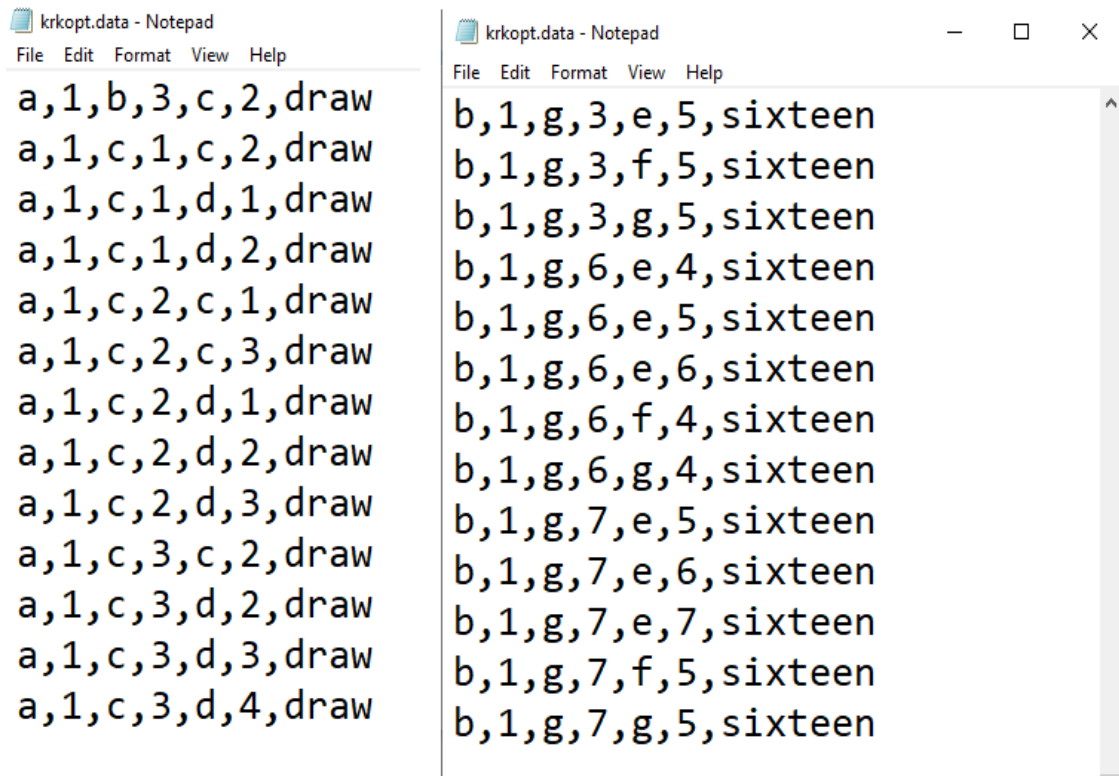 krkopt.data - Notepad
File Edit Format View Help
a,1,b,3,c,2,draw
a,1,c,1,c,2,draw
a,1,c,1,d,1,draw
a,1,c,1,d,2,draw
a,1,c,2,c,1,draw
a,1,c,2,c,3,draw
a,1,c,2,d,1,draw
a,1,c,2,d,2,draw
a,1,c,2,d,3,draw
a,1,c,3,c,2,draw
a,1,c,3,d,2,draw
a,1,c,3,d,3,draw
a,1,c,3,d,4,draw
krkopt.data - Notepad
File Edit Format View Help
b,1,g,3,e,5,sixteen
b,1,g,3,f,5,sixteen
b,1,g,3,g,5,sixteen
b,1,g,6,e,4,sixteen
b,1,g,6,e,5,sixteen
b,1,g,6,e,6,sixteen
b,1,g,6,f,4,sixteen
b,1,g,6,g,4,sixteen
b,1,g,7,e,5,sixteen
b,1,g,7,e,6,sixteen
b,1,g,7,e,7,sixteen
b,1,g,7,f,5,sixteen
b,1,g,7,g,5,sixteen